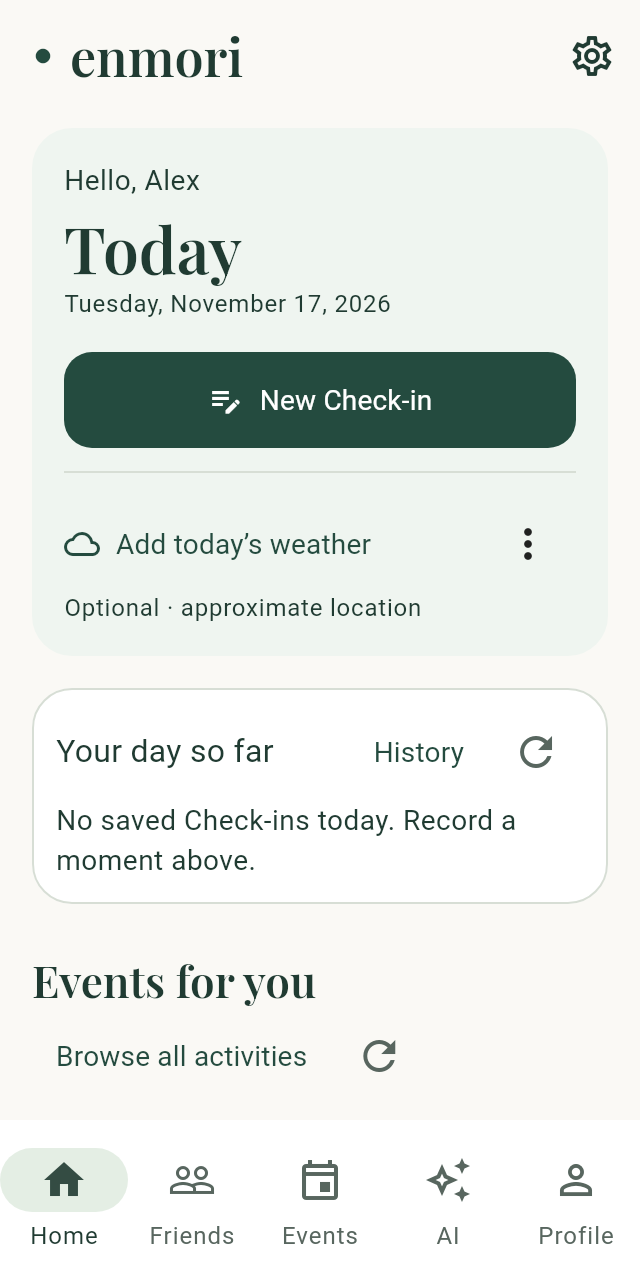 enmori
Hello, Alex
Today
Tuesday, November 17, 2026
New Check-in
Add today’s weather
Optional · approximate location
Your day so far
History
No saved Check-ins today. Record a
moment above.
Events for you
Browse all activities
Home
Friends
Events
AI
Profile